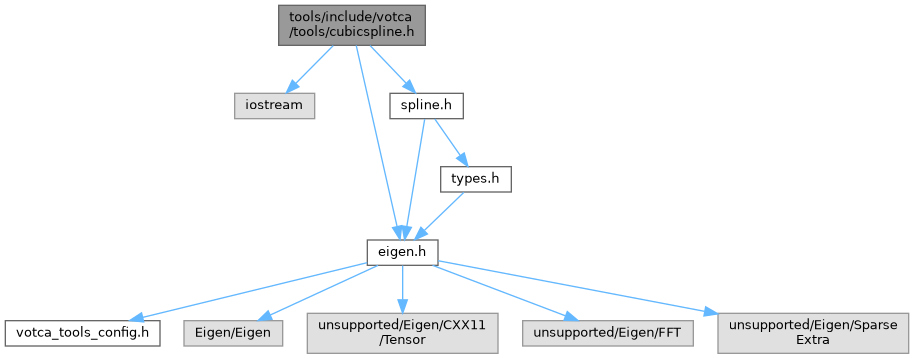 tools/include/votca
/tools/cubicspline.h
iostream
spline.h
types.h
eigen.h
votca_tools_config.h
Eigen/Eigen
unsupported/Eigen/CXX11
/Tensor
unsupported/Eigen/FFT
unsupported/Eigen/Sparse
Extra